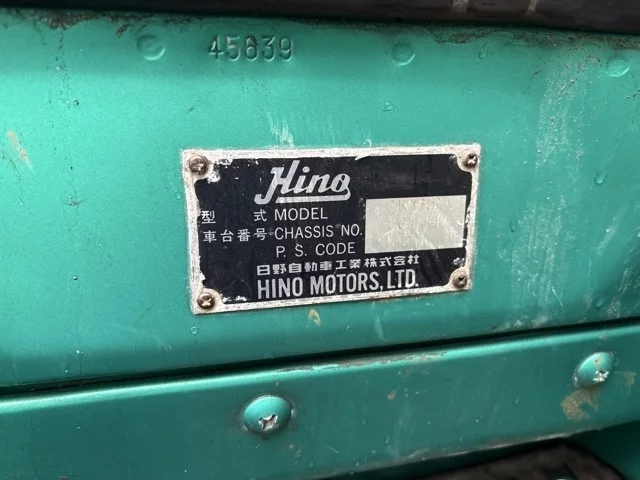 45639
Hino
型 式 MODEL
車台番号 CHASSIS NO.
P. S. CODE
日野自動車工業株式会社
HINO MOTORS, LTD.